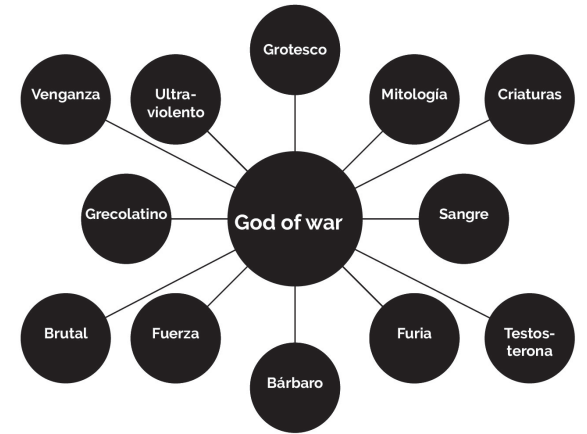 Grotesco
Venganza
Ultra-
violento
Mitología
Criaturas
Grecolatino
God of war
Sangre
Brutal
Fuerza
Furia
Testos-
terona
Bárbaro